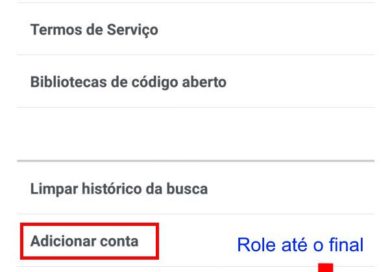 Termos de Serviço
Bibliotecas de código aberto
Limpar histórico da busca
Adicionar conta
Role até o final